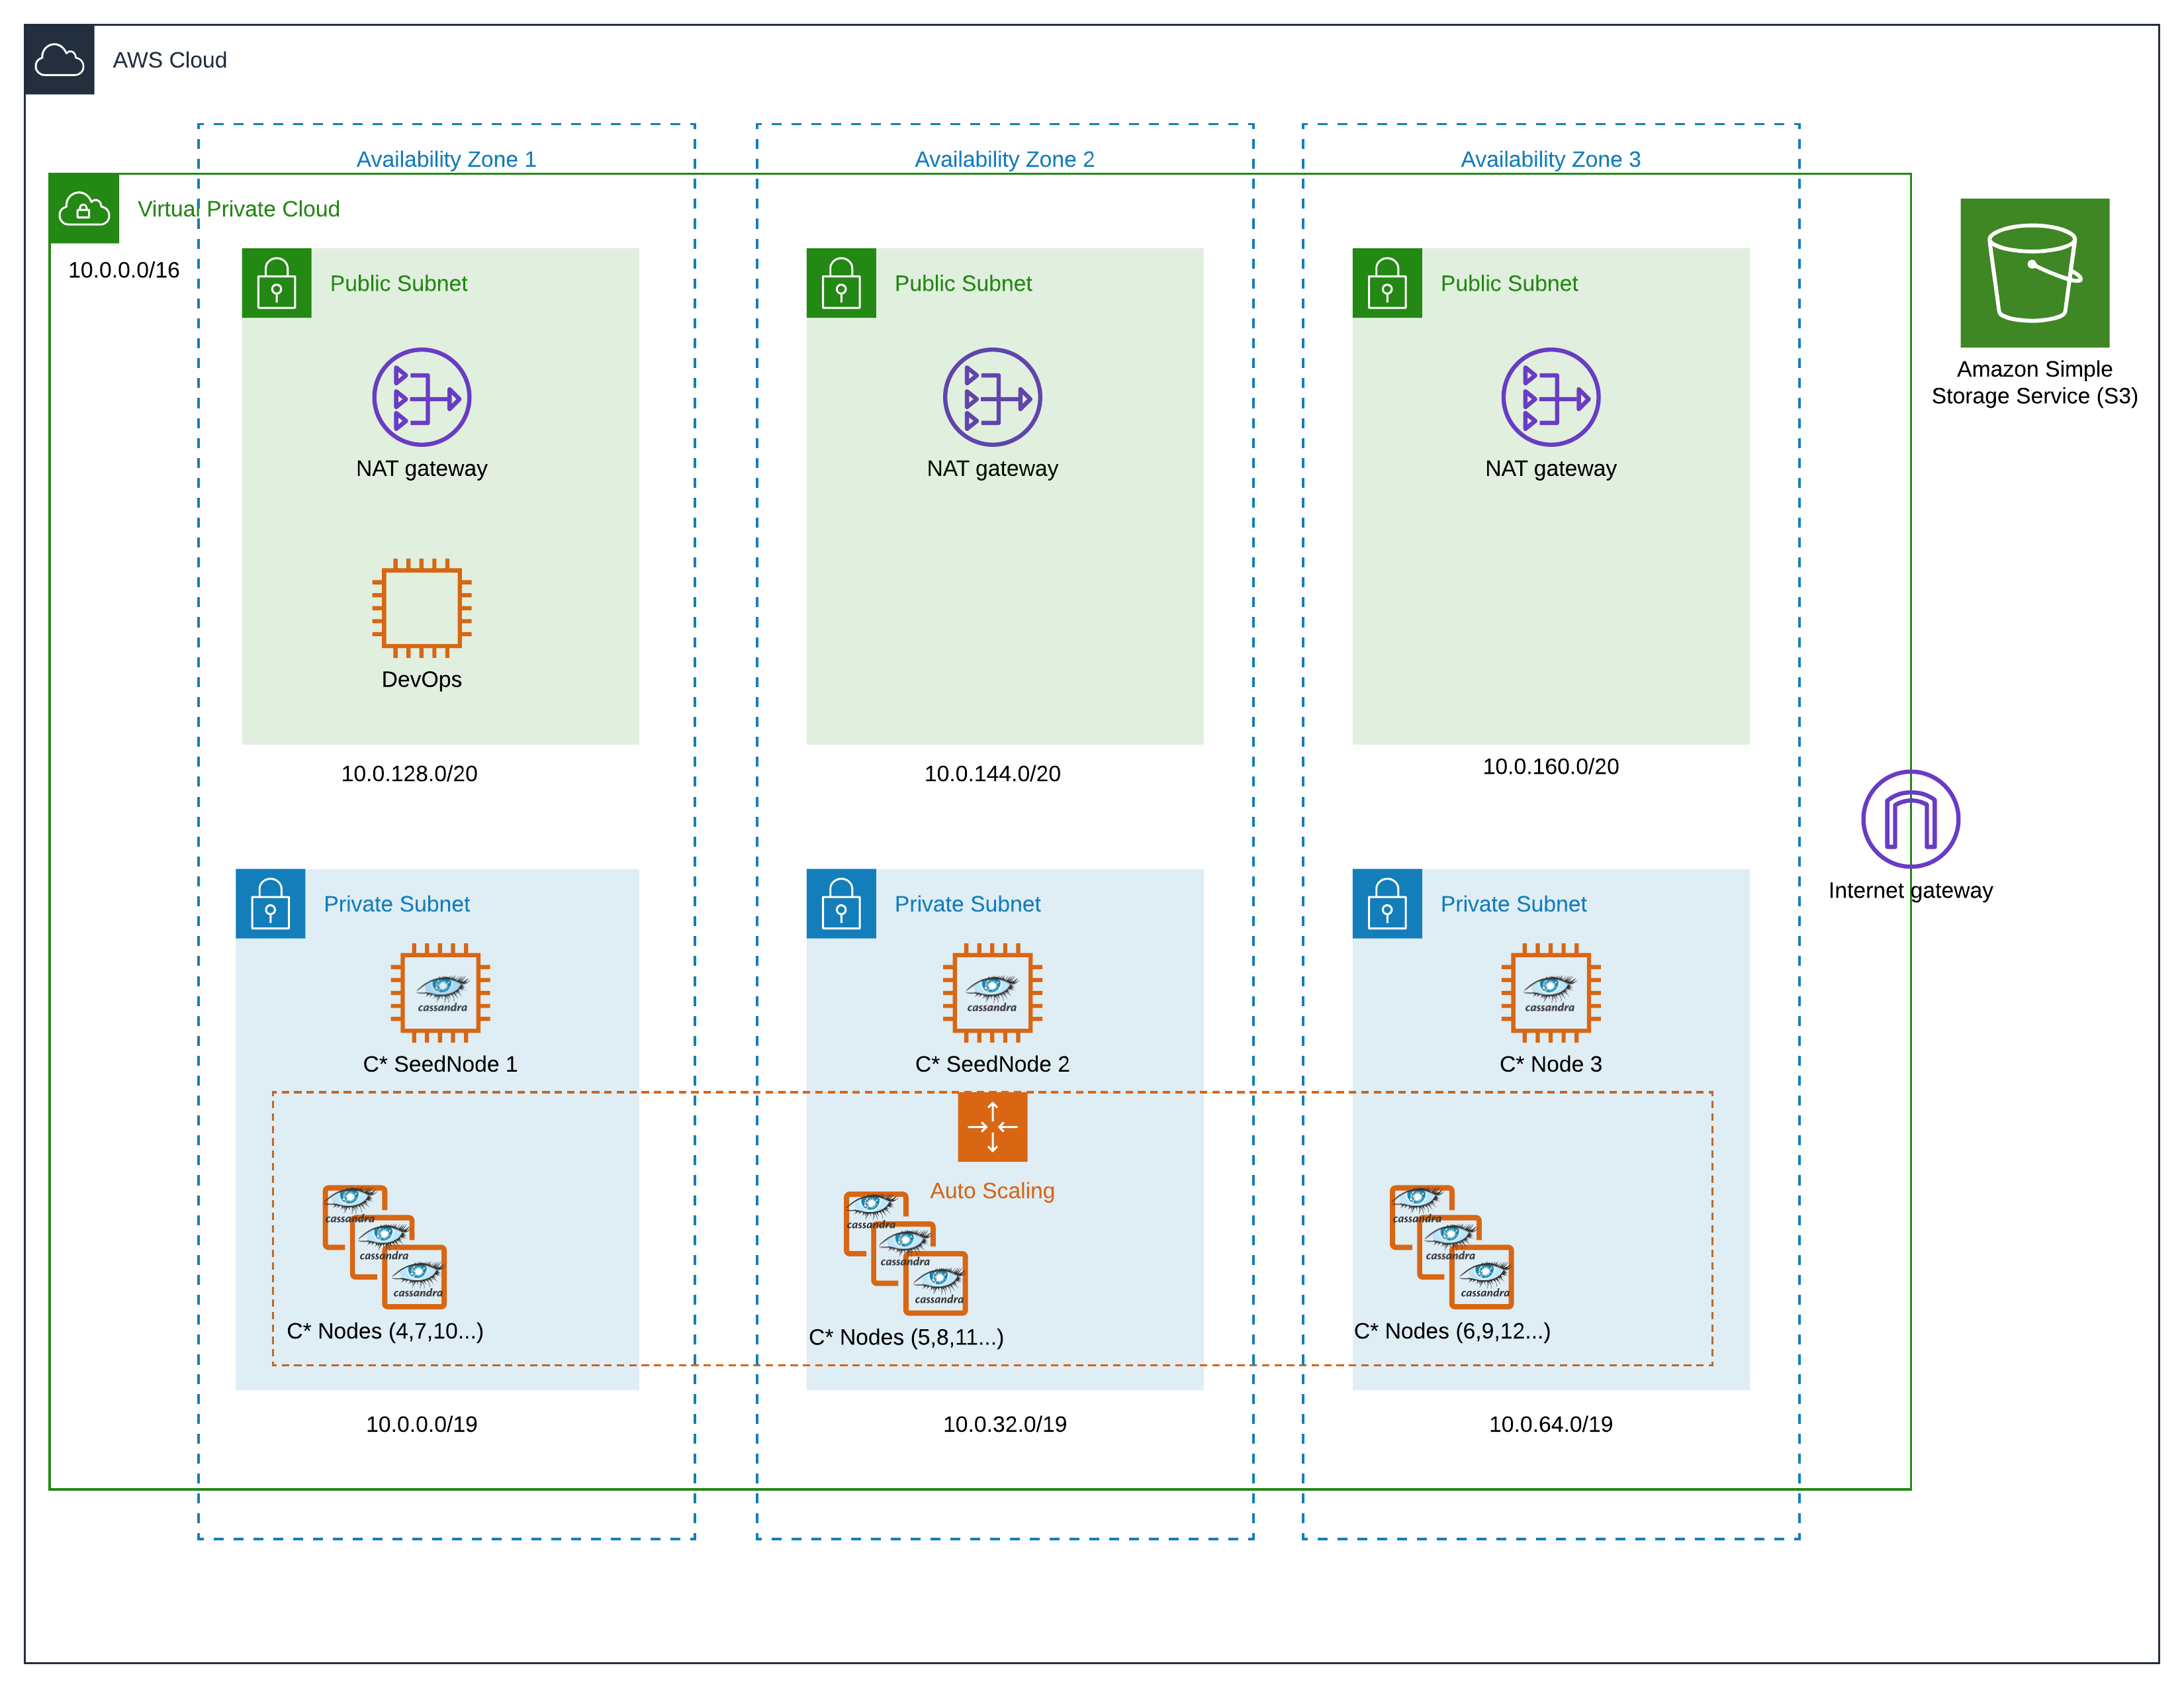 AWS Cloud
Availability Zone 1
Availability Zone 2
Availability Zone 3
Virtual Private Cloud
10.0.0.0/16
Public Subnet
Public Subnet
Public Subnet
Amazon Simple
Storage Service (S3)
NAT gateway
NAT gateway
NAT gateway
DevOps
10.0.128.0/20
10.0.144.0/20
10.0.160.0/20
Internet gateway
Private Subnet
Private Subnet
Private Subnet
cassandra
cassandra
cassandra
C* SeedNode 1
C* SeedNode 2
C* Node 3
Auto Scaling
cassandra
cassandra
cassandra
cassandra
cassandra
cassandra
cassandra
cassandra
cassandra
C* Nodes (4,7,10...)
C* Nodes (5,8,11...)
C* Nodes (6,9,12...)
10.0.0.0/19
10.0.32.0/19
10.0.64.0/19